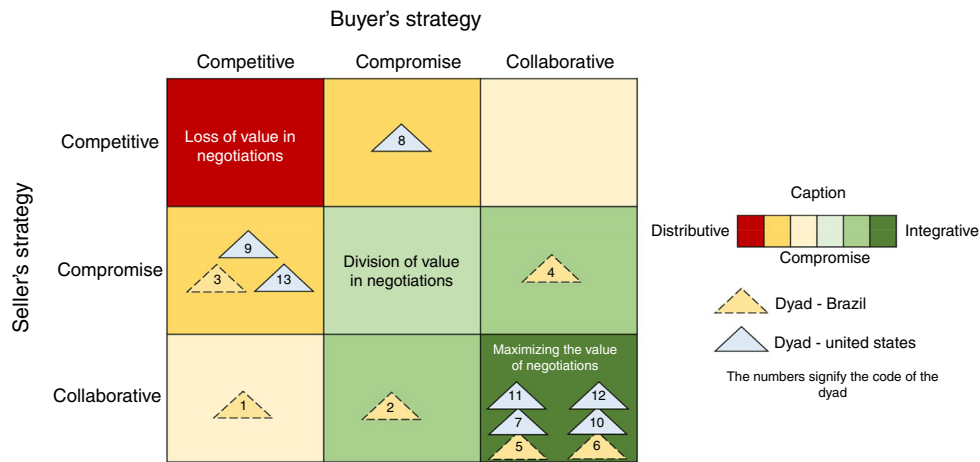 Buyer's strategy
Competitive
Compromise
Collaborative
Seller's strategy
Competitive
Loss of value in
negotiations
8
Compromise
9
3
13
Division of value
in negotiations
4
Collaborative
1
2
Maximizing the value
of negotiations
11
12
7
10
5
6
Caption
Distributive
Integrative
Compromise
Dyad - Brazil
Dyad - united states
The numbers signify the code of the
dyad